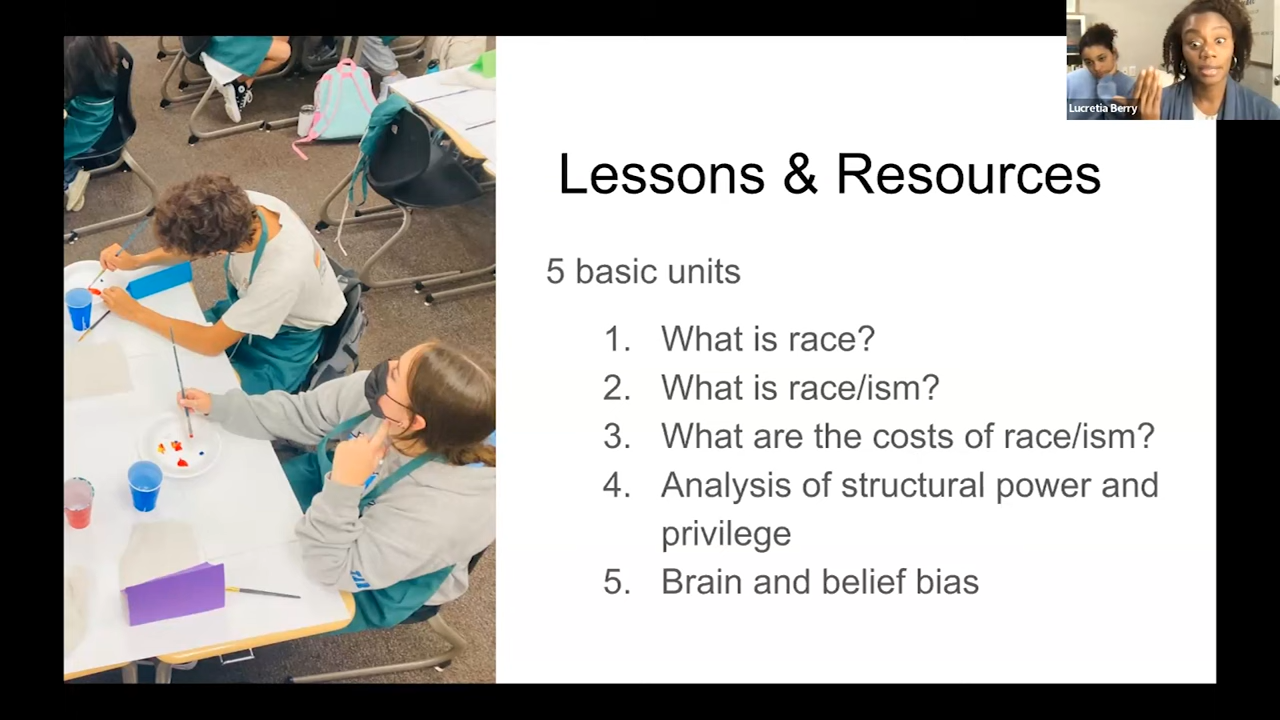 Lucretia Berry
Lessons & Resources
5 basic units
1. What is race?
2. What is race/ism?
3. What are the costs of race/ism?
4. Analysis of structural power and
privilege
5. Brain and belief bias